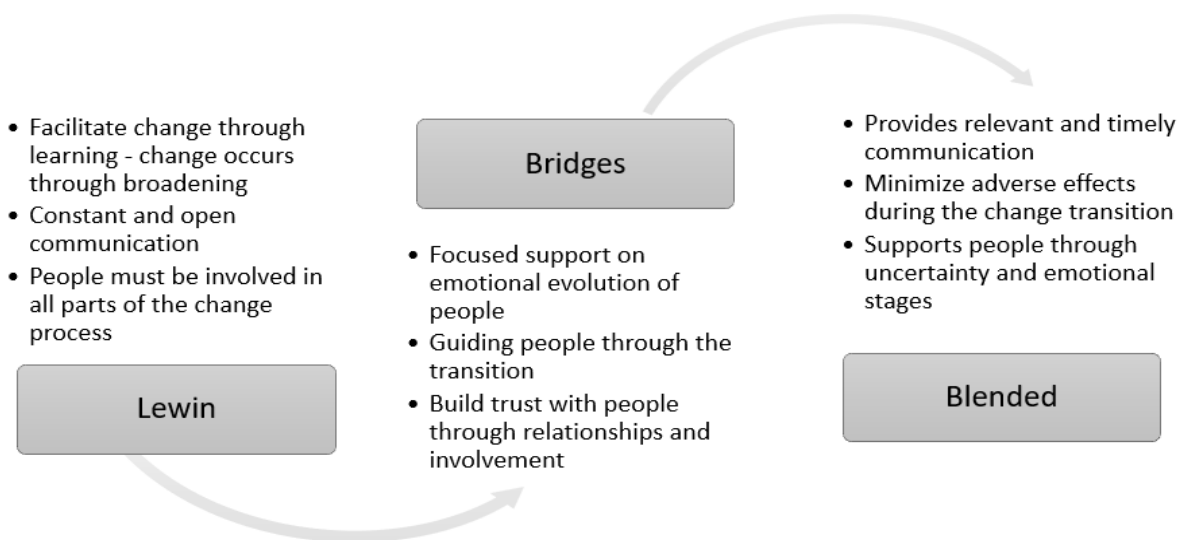 • Facilitate change through
learning - change occurs
through broadening
• Constant and open
communication
• People must be involved in
all parts of the change
process
Lewin
Bridges
• Focused support on
emotional evolution of
people
• Guiding people through the
transition
• Build trust with people
through relationships and
involvement
• Provides relevant and timely
communication
• Minimize adverse effects
during the change transition
• Supports people through
uncertainty and emotional
stages
Blended